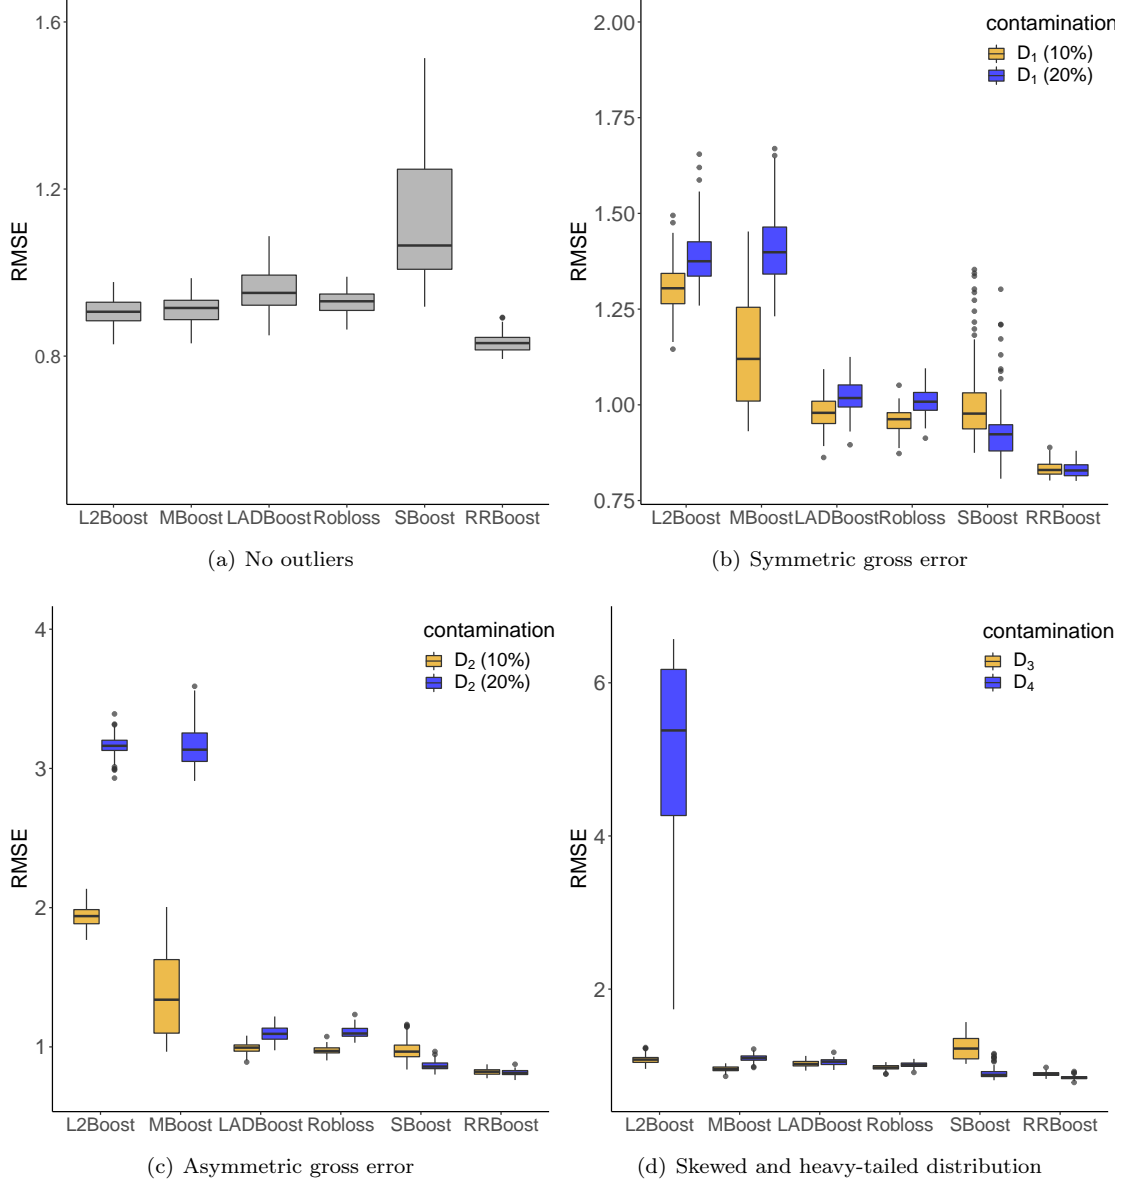 1.6
1.2
0.8
RMSE
L2Boost MBoost LADBoost Robloss SBoost RRBoost
(a) No outliers
contamination
D1 (10%)
D1 (20%)
2.00
1.75
1.50
1.25
1.00
0.75
RMSE
L2Boost MBoost LADBoost Robloss SBoost RRBoost
(b) Symmetric gross error
contamination
D2 (10%)
D2 (20%)
4
3
2
1
RMSE
L2Boost MBoost LADBoost Robloss SBoost RRBoost
(c) Asymmetric gross error
contamination
D3
D4
6
4
2
RMSE
L2Boost MBoost LADBoost Robloss SBoost RRBoost
(d) Skewed and heavy-tailed distribution